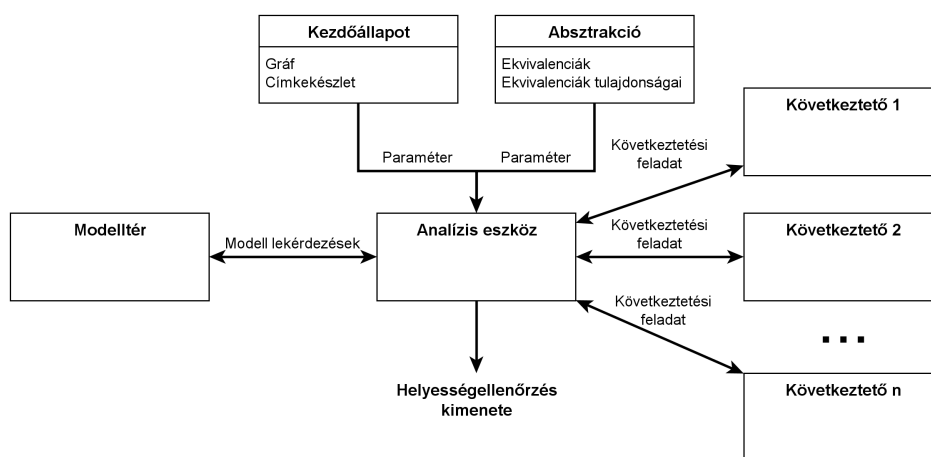 Kezdőállapot
Gráf
Címkekészlet
Absztrakció
Ekvivalenciák
Ekvivalenciák tulajdonságai
Paraméter
Paraméter
Következtetési
feladat
Következtető 1
Modelltér
Modell lekérdezések
Analízis eszköz
Következtetési
feladat
Következtető 2
Következtetési
feladat
...
Következtető n
Helyességellenőrzés
kimenete